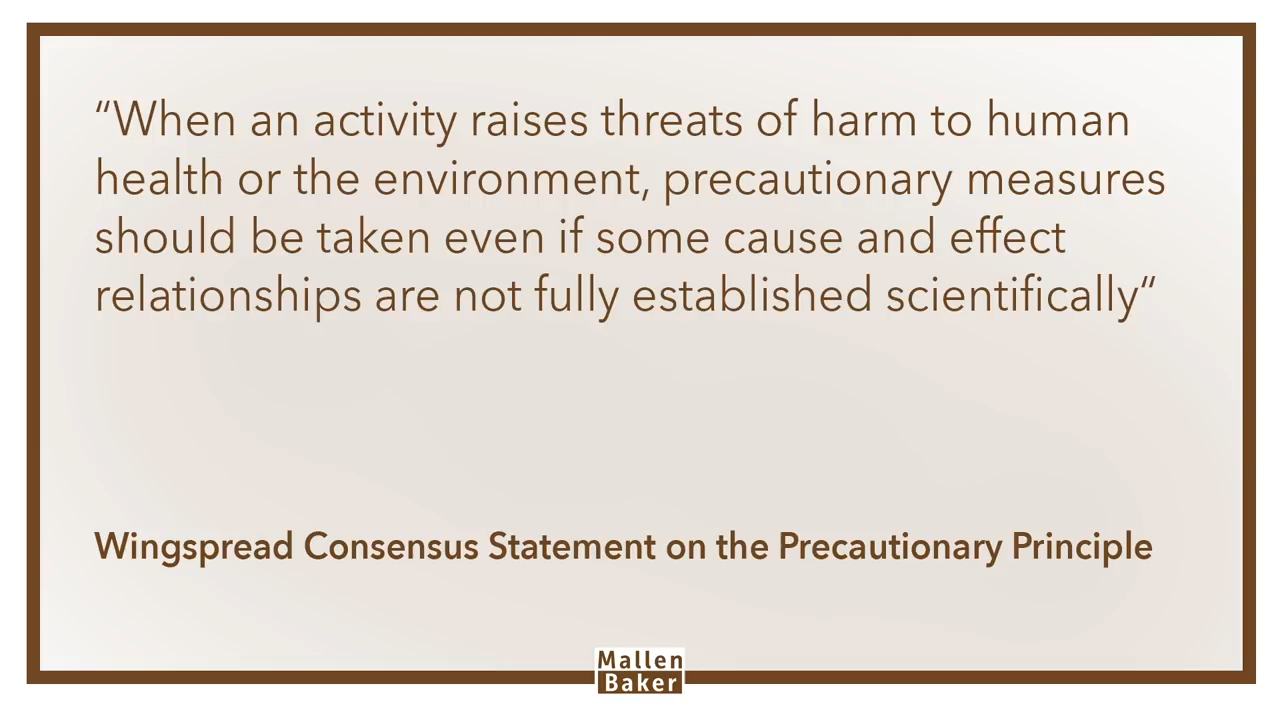 “When an activity raises threats of harm to human
health or the environment, precautionary measures
should be taken even if some cause and effect
relationships are not fully established scientifically“
Wingspread Consensus Statement on the Precautionary Principle
Mallen
Baker